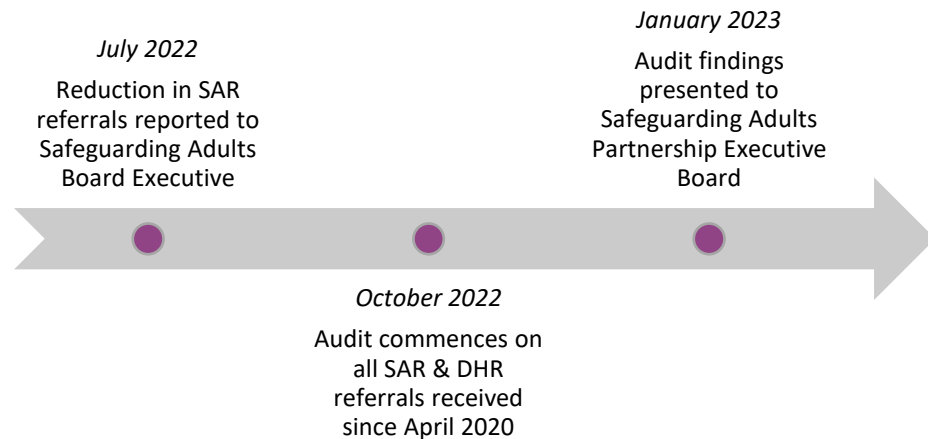 July 2022
Reduction in SAR
referrals reported to
Safeguarding Adults
Board Executive
October 2022
Audit commences on
all SAR & DHR
referrals received
since April 2020
January 2023
Audit findings
presented to
Safeguarding Adults
Partnership Executive
Board